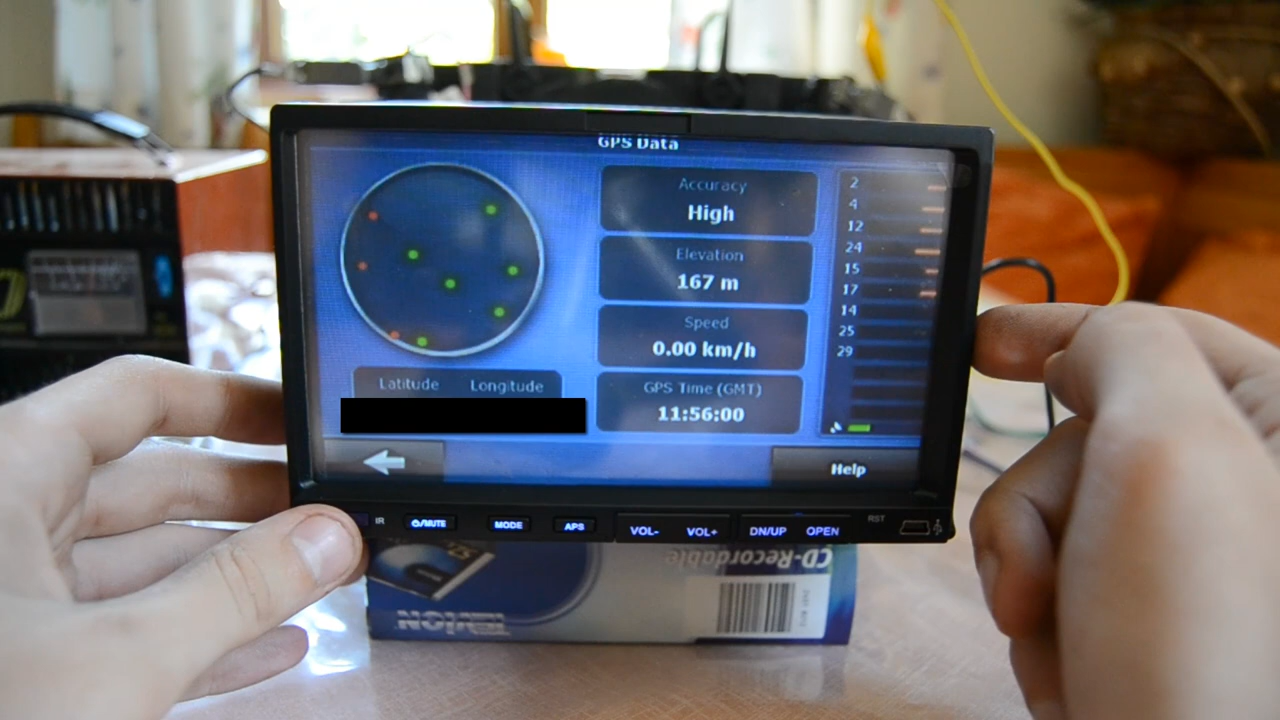 GPS Data
Accuracy
High
Elevation
167 m
Speed
0.00 km/h
GPS Time (GMT)
11:56:00
Latitude Longitude
2
4
12
24
15
17
14
25
29
Help
IR
/MUTE
MODE
APS
VOL-
VOL+
DN/UP
OPEN
RST
CD-Recordable